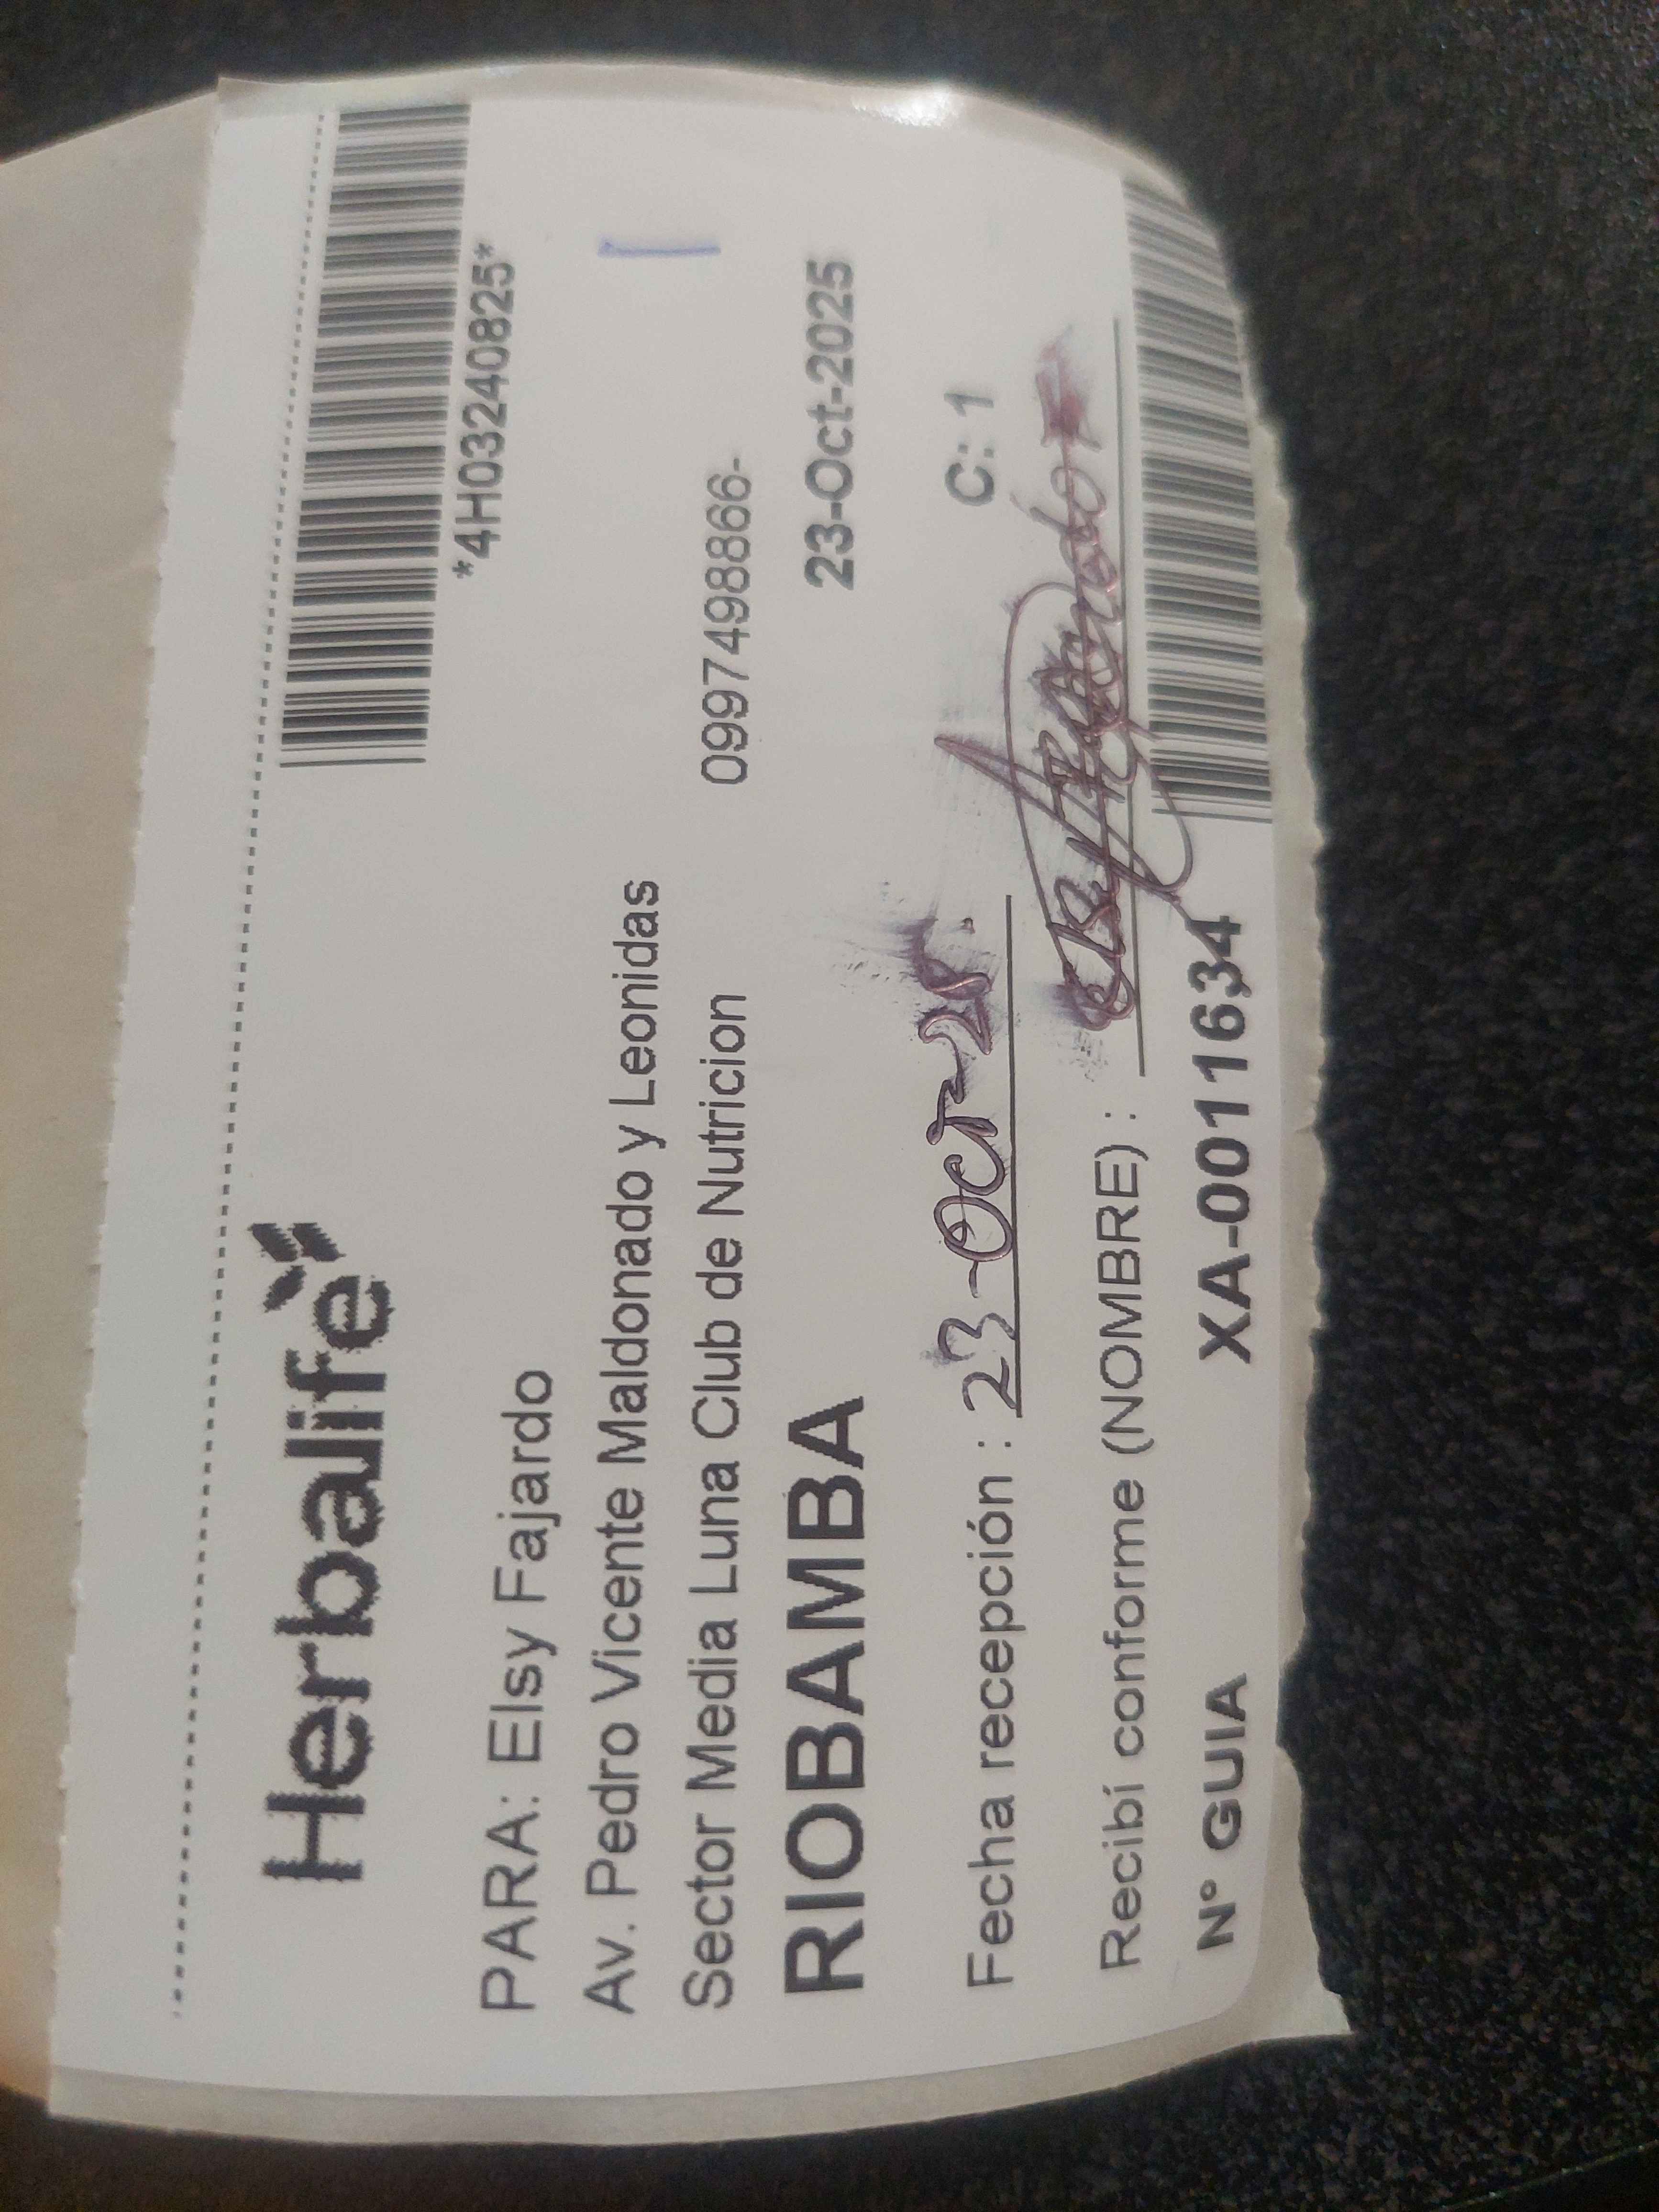 Herbalife
*4H03240825*
PARA: Elsy Fajardo
Av. Pedro Vicente Maldonado y Leonidas
Sector Media Luna Club de Nutricion 0997498866-
RIOBAMBA 23-Oct-2025
Fecha recepción : 23-Oct-25. C: 1
Recibí conforme (NOMBRE) :
Nº GUIA XA-0011634